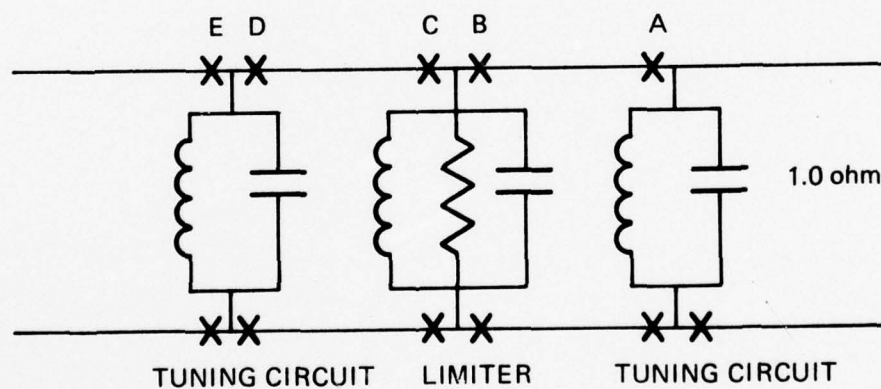 E D C B A
1.0 ohm
TUNING CIRCUIT LIMITER TUNING CIRCUIT